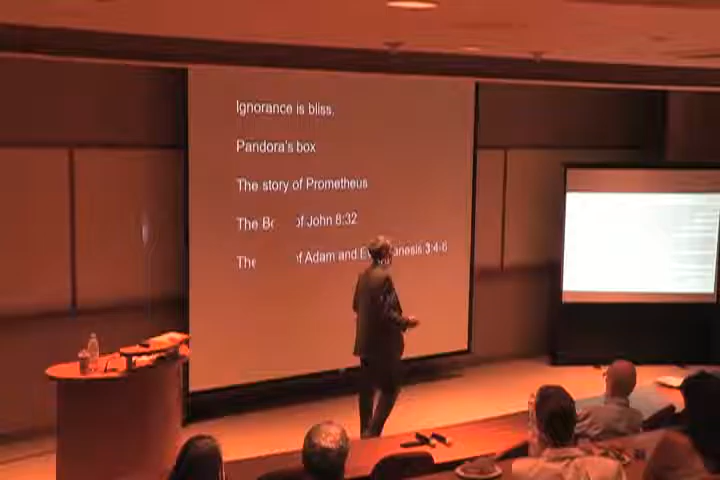 Ignorance is bliss.
Pandora's box
The story of Prometheus
The of John 8:32
The of Adam and 3:4-6